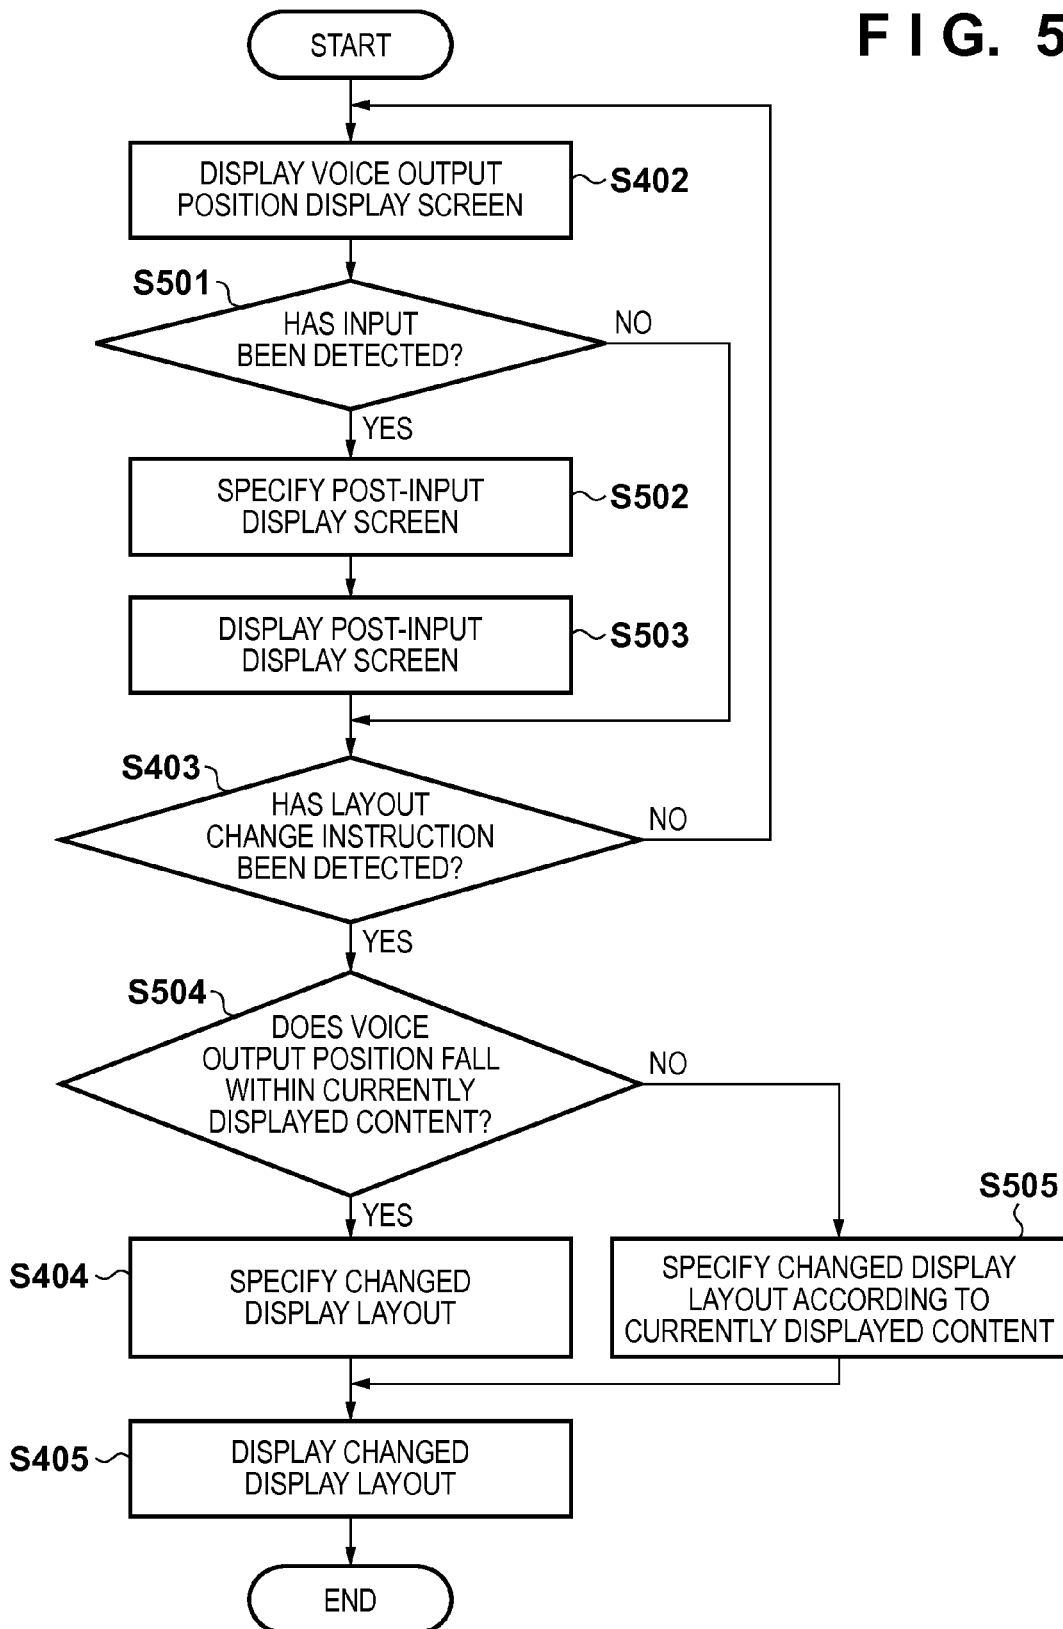 FIG. 5
START
DISPLAY VOICE OUTPUT
POSITION DISPLAY SCREEN
S402
S501
HAS INPUT
BEEN DETECTED?
NO
YES
SPECIFY POST-INPUT
DISPLAY SCREEN
S502
DISPLAY POST-INPUT
DISPLAY SCREEN
S503
S403
HAS LAYOUT
CHANGE INSTRUCTION
BEEN DETECTED?
NO
YES
S504
DOES VOICE
OUTPUT POSITION FALL
WITHIN CURRENTLY
DISPLAYED CONTENT?
NO
YES
S404
SPECIFY CHANGED
DISPLAY LAYOUT
S505
SPECIFY CHANGED DISPLAY
LAYOUT ACCORDING TO
CURRENTLY DISPLAYED CONTENT
S405
DISPLAY CHANGED
DISPLAY LAYOUT
END